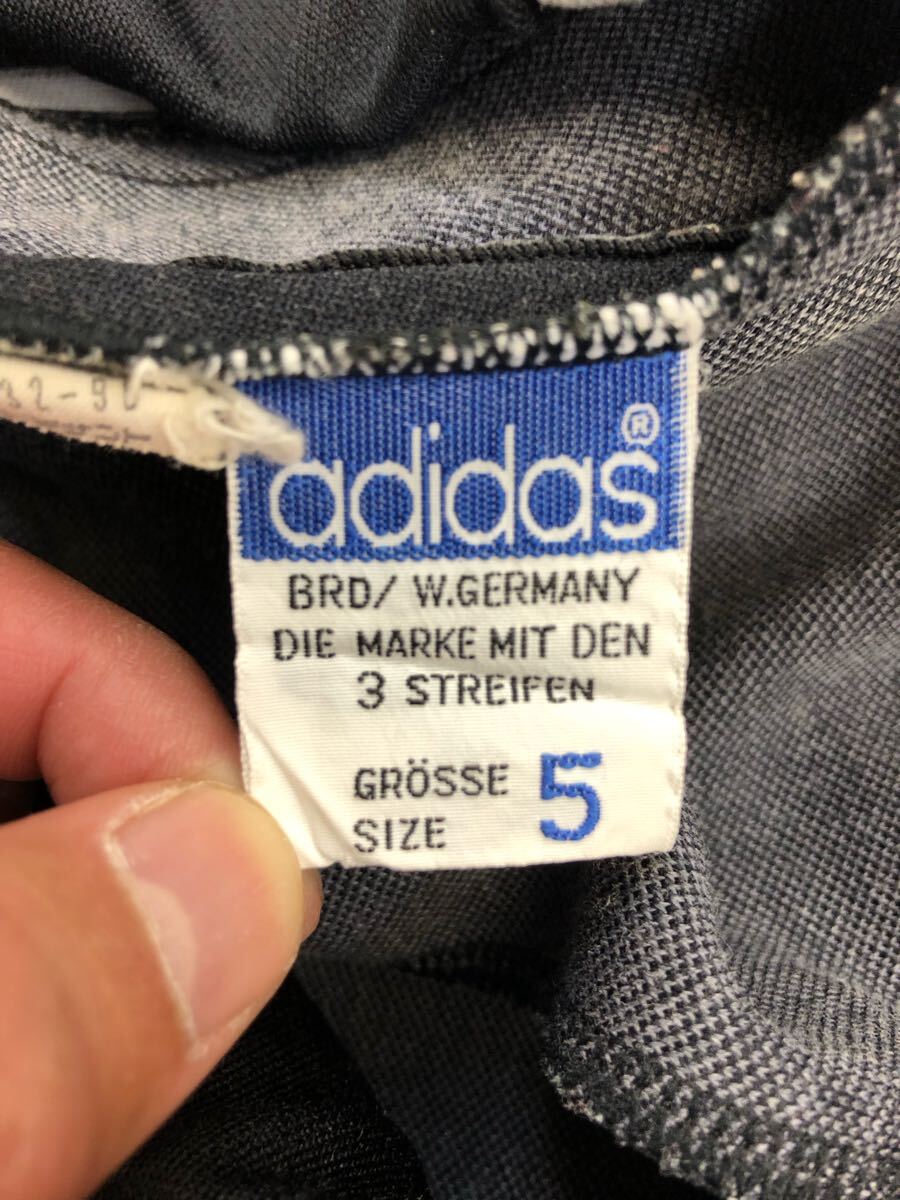 adidas®
BRD/ W.GERMANY
DIE MARKE MIT DEN
3 STREIFEN
GRÖSSE
SIZE 5